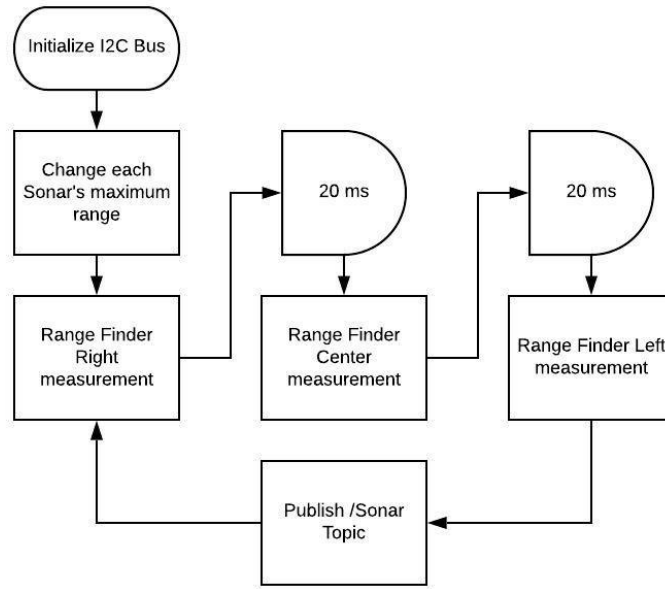 Initialize I2C Bus
Change each
Sonar's maximum
range
20 ms
20 ms
Range Finder
Right
measurement
Range Finder
Center
measurement
Range Finder Left
measurement
Publish /Sonar
Topic